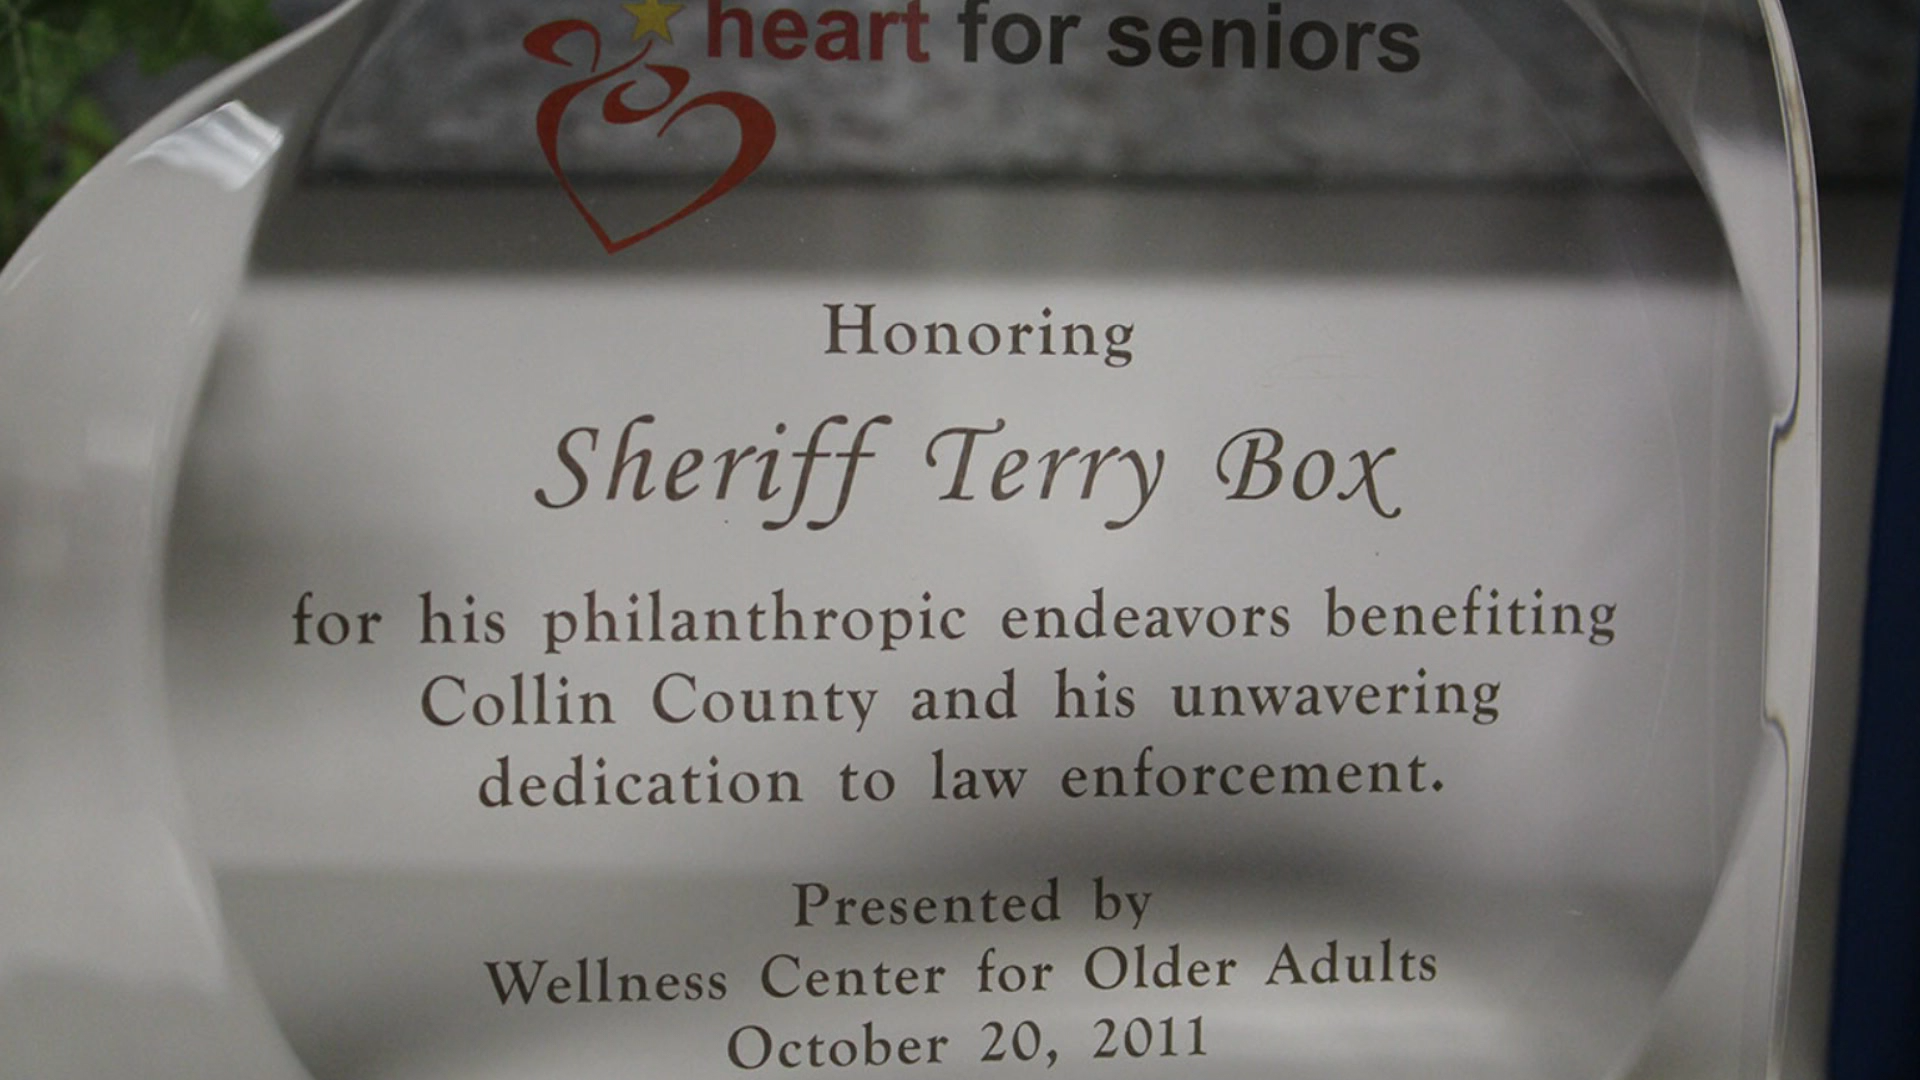 heart for seniors
Honoring
Sheriff Terry Box
for his philanthropic endeavors benefiting
Collin County and his unwavering
dedication to law enforcement.
Presented by
Wellness Center for Older Adults
October 20, 2011